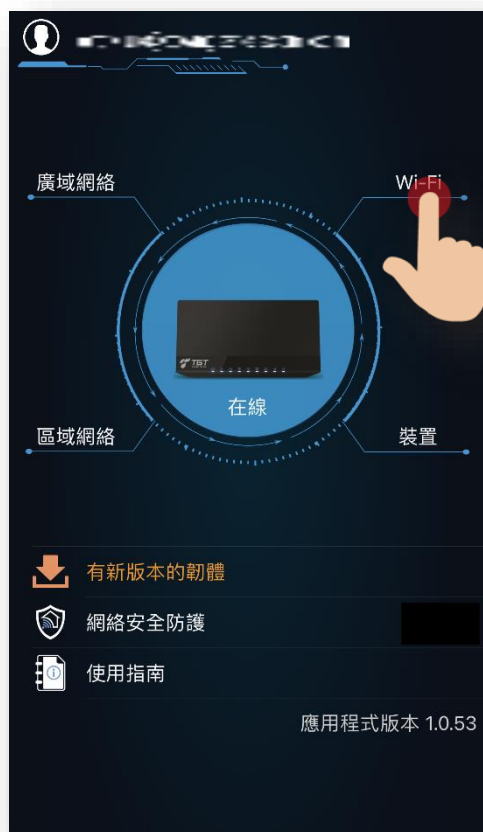 廣域網絡
Wi-Fi
TGT
在線
區域網絡
裝置
有新版本的韌體
網絡安全防護
使用指南
應用程式版本 1.0.53